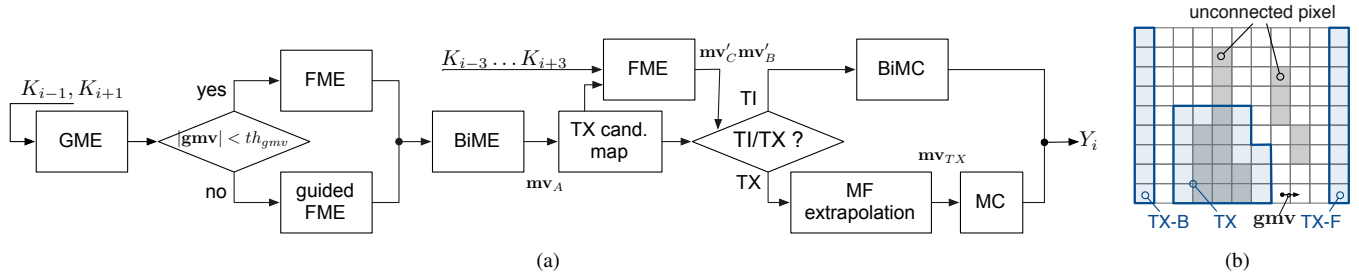 K_{i-1}, K_{i+1}
GME
|gmv| < th_{gmv}
yes
no
FME
guided
FME
BiME
mv_A
K_{i-3} … K_{i+3}
FME
TX cand.
map
mv'_C mv'_B
TI/TX ?
TI
TX
BiMC
MF
extrapolation
mv_{TX}
MC
Y_i
(a)
unconnected pixel
TX-B
TX
gmv
TX-F
(b)